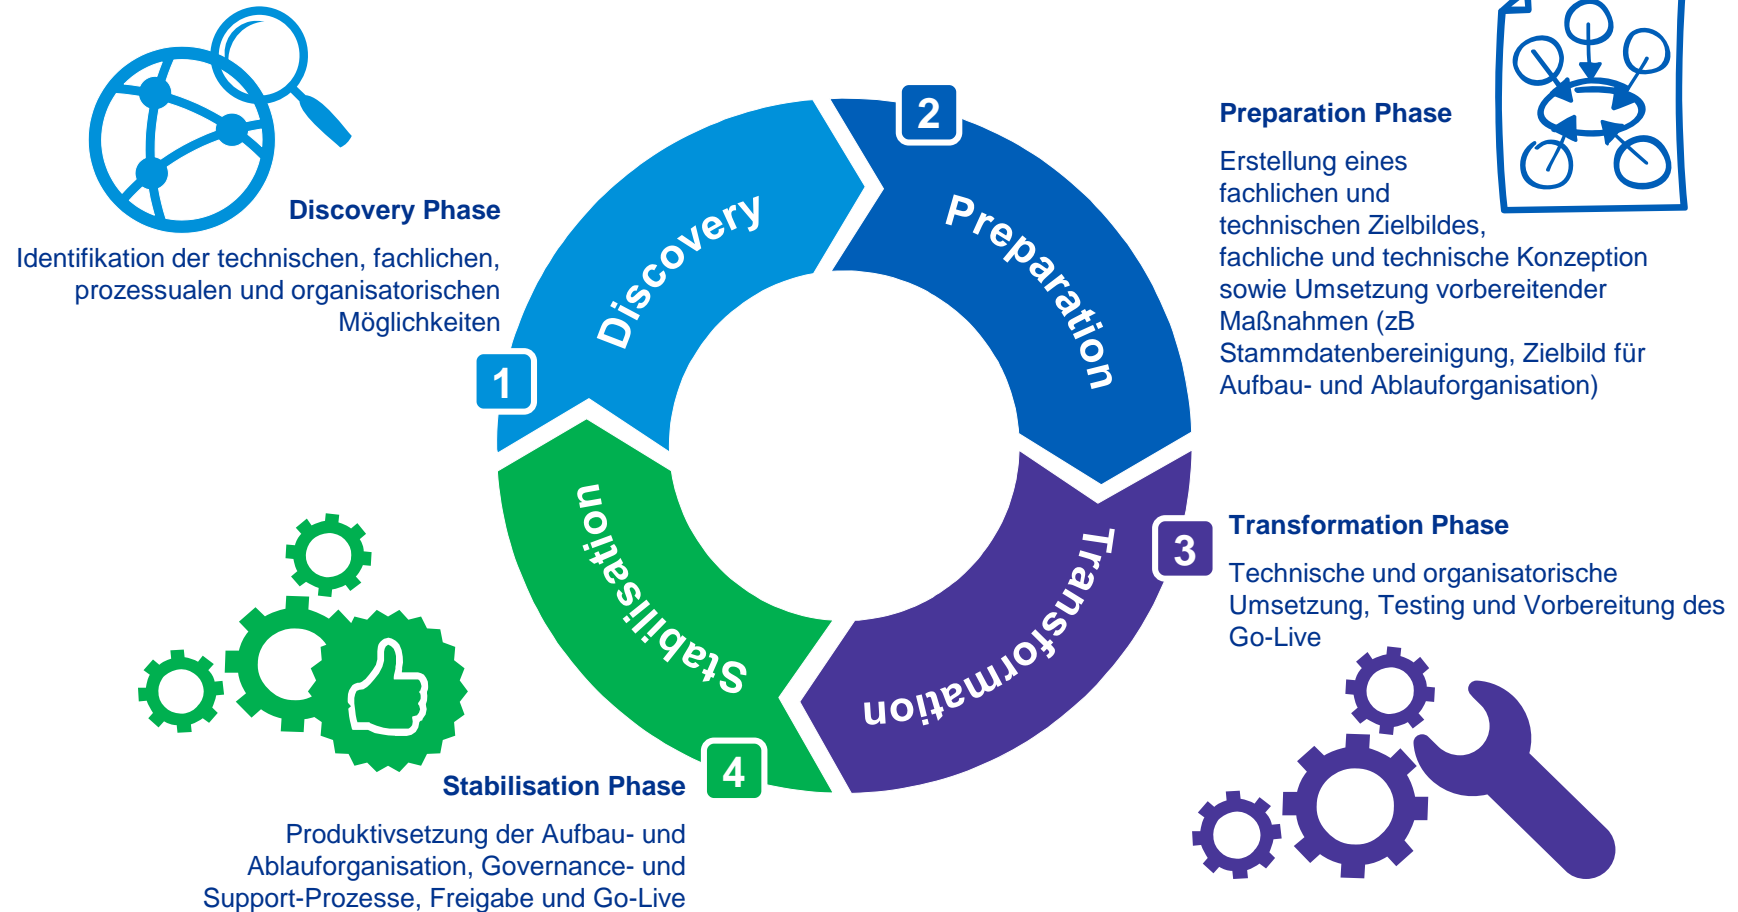 Discovery Phase
Identifikation der technischen, fachlichen,
prozessualen und organisatorischen
Möglichkeiten
1
Discovery
2
Preparation
Preparation Phase
Erstellung eines
fachlichen und
technischen Zielbildes,
fachliche und technische Konzeption
sowie Umsetzung vorbereitender
Maßnahmen (zB
Stammdatenbereinigung, Zielbild für
Aufbau- und Ablauforganisation)
3
Transformation
Transformation Phase
Technische und organisatorische
Umsetzung, Testing und Vorbereitung des
Go-Live
4
Stabilisation
Stabilisation Phase
Produktivsetzung der Aufbau- und
Ablauforganisation, Governance- und
Support-Prozesse, Freigabe und Go-Live